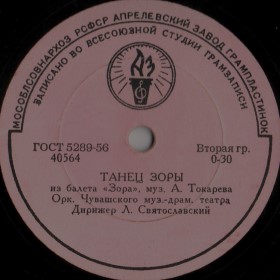 МОСОБЛСОВНАРХОЗ РСФСР АПРЕЛЕВСКИЙ ЗАВОД ГРАМПЛАСТИНОК
ЗАПИСАНО ВО ВСЕСОЮЗНОЙ СТУДИИ ГРАМЗАПИСИ
АЗ
ГОСТ 5289-56
40564
Вторая гр.
0-30
ТАНЕЦ ЗОРЫ
из балета «Зора», муз. А. Токарева
Орк. Чувашского муз.-драм. театра
Дирижер Л. Святославский